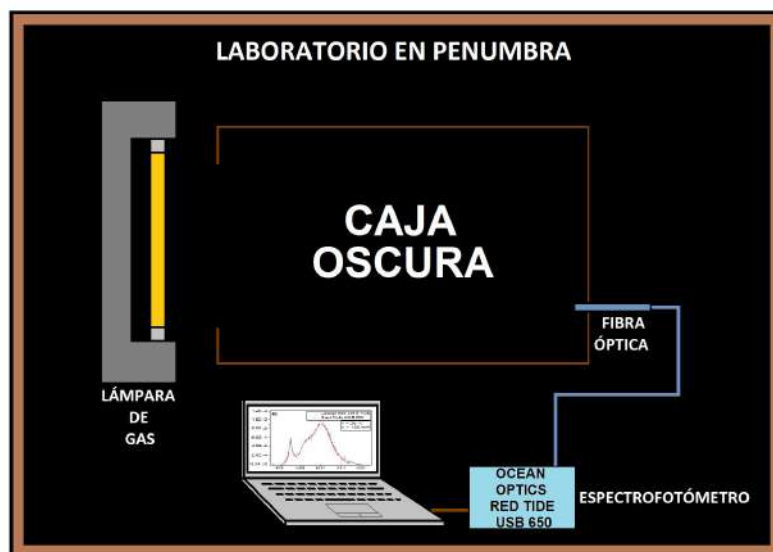 LABORATORIO EN PENUMBRA
CAJA
OSCURA
FIBRA
ÓPTICA
LÁMPARA
DE
GAS
OCEAN
OPTICS
RED TIDE
USB 650
ESPECTROFOTÓMETRO